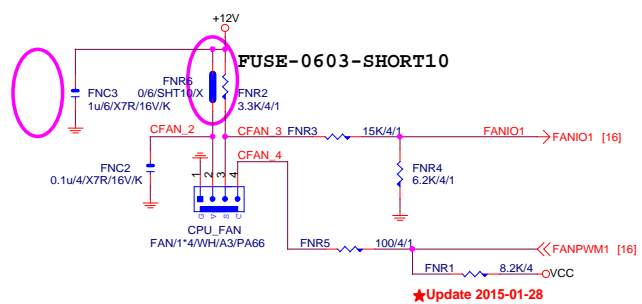 +12V
FUSE-0603-SHORT10
FNC3
1u/6/X7R/16V/K
FNR6
0/6/SHT10/X
FNR2
3.3K/4/1
CFAN_2
CFAN_3
FNR3
15K/4/1
FANIO1
FANIO1 [16]
CFAN_4
FNC2
0.1u/4/X7R/16V/K
FNR4
6.2K/4/1
1 2 3 4
G V S C
CPU_FAN
FAN/1*4/WH/A3/PA66
FNR5
100/4/1
FANPWM1 [16]
FNR1
8.2K/4
VCC
★Update 2015-01-28